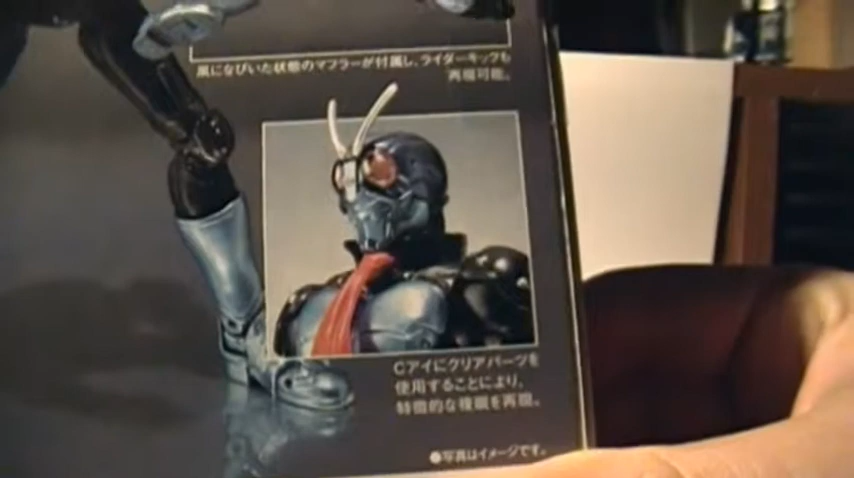 風になびいた状態のマフラーが付属し、ライダーキックも
再現可能。
Cアイにクリアパーツを
使用することにより、
特徴的な複眼を再現。
●写真はイメージです。